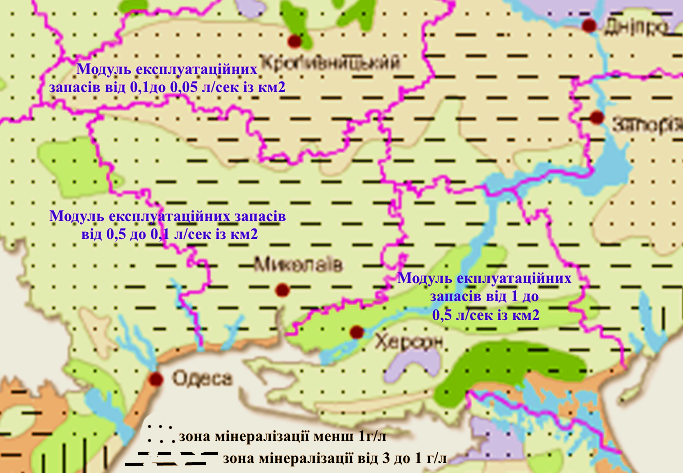 Дніпро
Кропивницький
Модуль експлуатаційних
запасів від 0,1до 0,05 л/сек із км2
Запоріж
Модуль експлуатаційних запасів
від 0,5 до 0,1 л/сек із км2
Миколаїв
Модуль екплуатаційних
запасів від 1 до
0,5 л/сек із км2
Херсон
Одеса
зона мінералізації менш 1г/л
зона мінералізації від 3 до 1 г/л